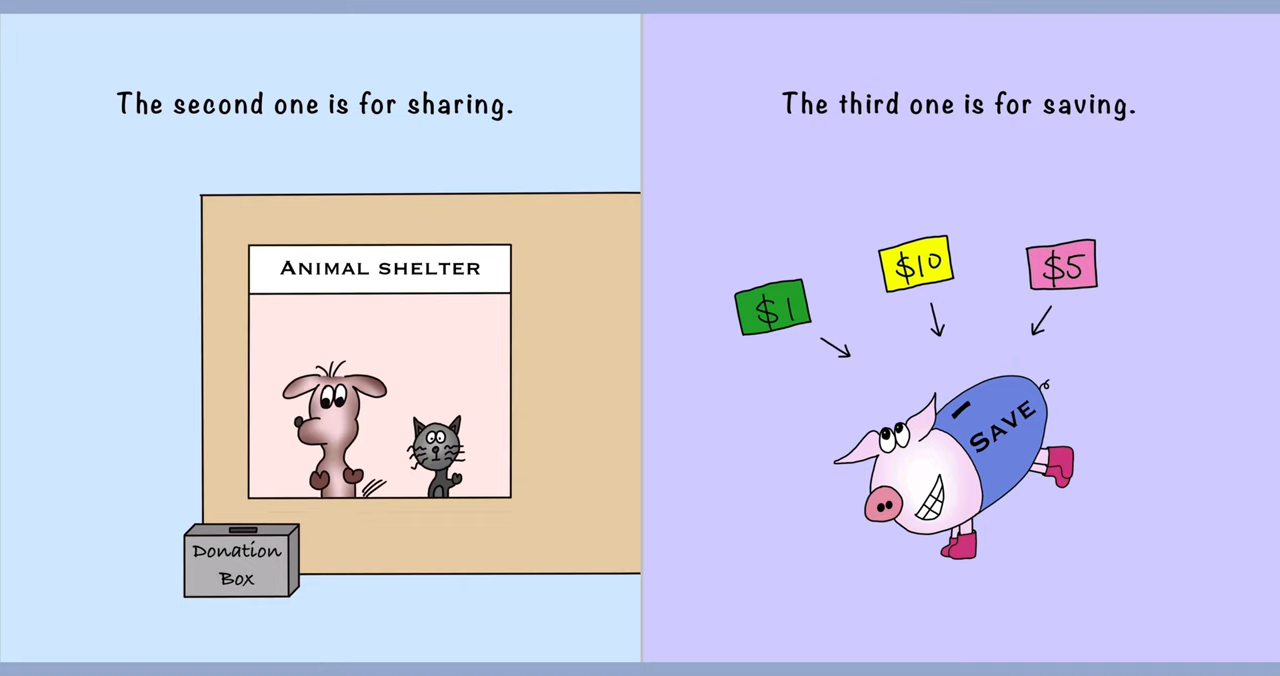 The second one is for sharing.
ANIMAL SHELTER
Donation
Box
The third one is for saving.
$1
$10
$5
SAVE